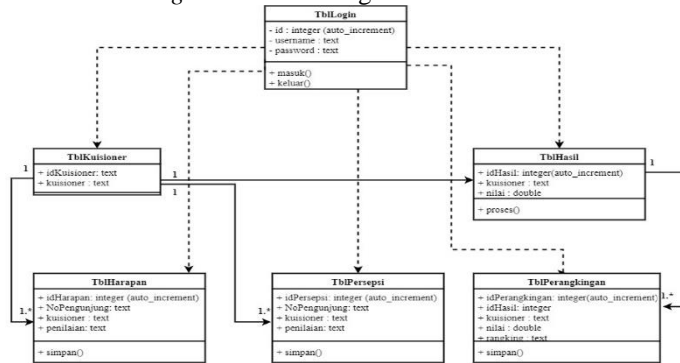 TblLogin
- id : integer (auto_increment)
- username : text
- password : text
+ masuk()
+ keluar()
TblKuisioner
+ idKuisioner: text
+ kuisioner : text
TblHasil
+ idHasil: integer(auto_increment)
+ kuisioner : text
+ nilai : double
+ proses()
1
1
1
1
TblHarapan
+ idHarapan: integer (auto_increment)
+ NoPengunjung: text
+ kuisioner : text
+ penilaian: text
+ simpan()
1.*
TblPersepsi
+ idPersepsi: integer (auto_increment)
+ NoPengunjung: text
+ kuisioner : text
+ penilaian: text
+ simpan()
1.*
TblPerangkingan
+ idPerangkingan: integer(auto_increment)
+ idHasil: integer
+ kuisioner : text
+ nilai : double
+ rangking : text
+ simpan()
1.*